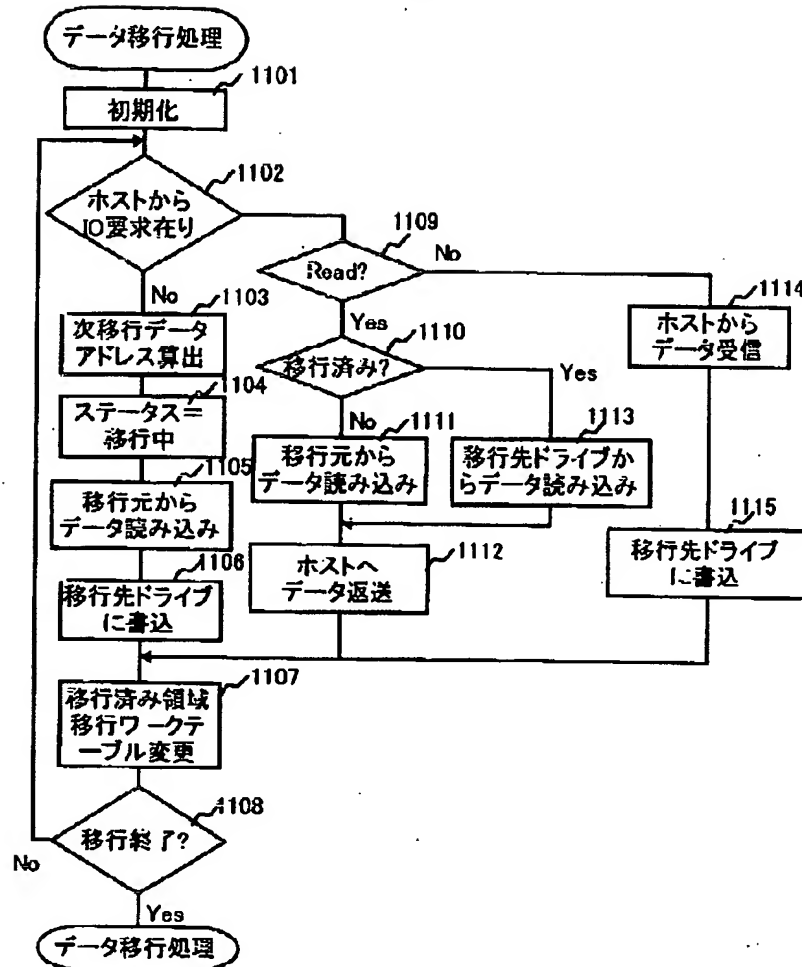 データ移行処理
1101
初期化
1102
ホストから
IO要求在り
1109
No
Read?
1114
No
1103
Yes
1110
ホストから
データ受信
次移行データ
アドレス算出
移行済み?
Yes
1104
No
1111
1113
ステータス=
移行中
移行元から
データ読み込み
移行先ドライブか
らデータ読み込み
1105
移行元から
データ読み込み
1115
1112
移行先ドライブ
に書込
1106
ホストへ
データ返送
移行先ドライブ
に書込
1107
移行済み領域
移行ワークテ
ーブル変更
1108
移行終了?
No
Yes
データ移行処理